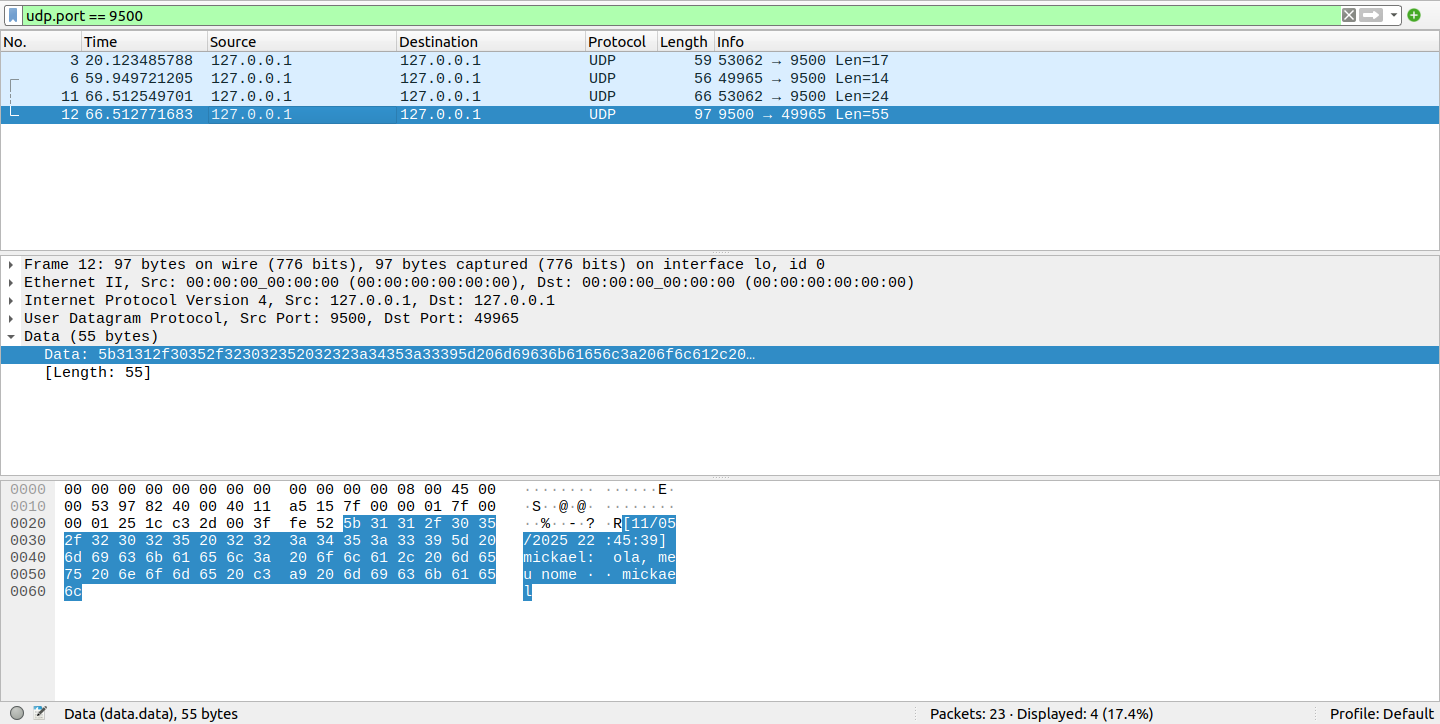 udp.port == 9500
No. Time Source Destination Protocol Length Info
3 20.123485788 127.0.0.1 127.0.0.1 UDP 59 53062 → 9500 Len=17
6 59.949721205 127.0.0.1 127.0.0.1 UDP 56 49965 → 9500 Len=14
11 66.512549701 127.0.0.1 127.0.0.1 UDP 66 53062 → 9500 Len=24
12 66.512771683 127.0.0.1 127.0.0.1 UDP 97 9500 → 49965 Len=55
Frame 12: 97 bytes on wire (776 bits), 97 bytes captured (776 bits) on interface lo, id 0
Ethernet II, Src: 00:00:00_00:00:00 (00:00:00:00:00:00), Dst: 00:00:00_00:00:00 (00:00:00:00:00:00)
Internet Protocol Version 4, Src: 127.0.0.1, Dst: 127.0.0.1
User Datagram Protocol, Src Port: 9500, Dst Port: 49965
Data (55 bytes)
Data: 5b31312f30352f323032352032323a34353a33395d206d69636b61656c3a206f6c612c20…
[Length: 55]
0000 00 00 00 00 00 00 00 00 00 00 00 00 08 00 45 00 ········ ······E·
0010 00 53 97 82 40 00 40 11 a5 15 7f 00 00 01 7f 00 ·S··@·@· ········
0020 00 01 25 1c c3 2d 00 3f fe 52 5b 31 31 2f 30 35 ··%··-·? ·R[11/05
0030 2f 32 30 32 35 20 32 32 3a 34 35 3a 33 39 5d 20 /2025 22 :45:39]
0040 6d 69 63 6b 61 65 6c 3a 20 6f 6c 61 2c 20 6d 65 mickael: ola, me
0050 75 20 6e 6f 6d 65 20 c3 a9 20 6d 69 63 6b 61 65 u nome · · mickae
0060 6c l
Data (data.data), 55 bytes Packets: 23 · Displayed: 4 (17.4%) Profile: Default